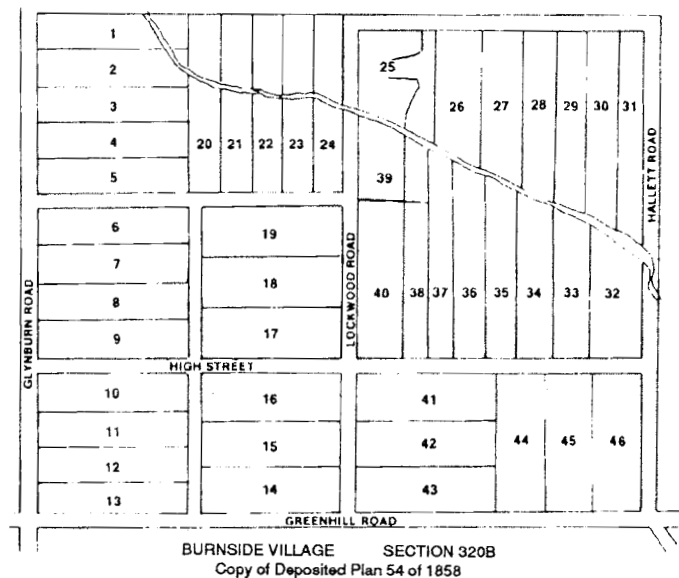 1
2
3
4
5
20 21 22 23 24
25
26 27 28 29 30 31
39
6
7
8
9
19
18
17
40 38 37 36 35 34 33 32
GLYNBURN ROAD
LOCKWOOD ROAD
HALLETT ROAD
HIGH STREET
10
11
12
13
16
15
14
41
42
43
44 45 46
GREENHILL ROAD
BURNSIDE VILLAGE SECTION 320B
Copy of Deposited Plan 54 of 1858